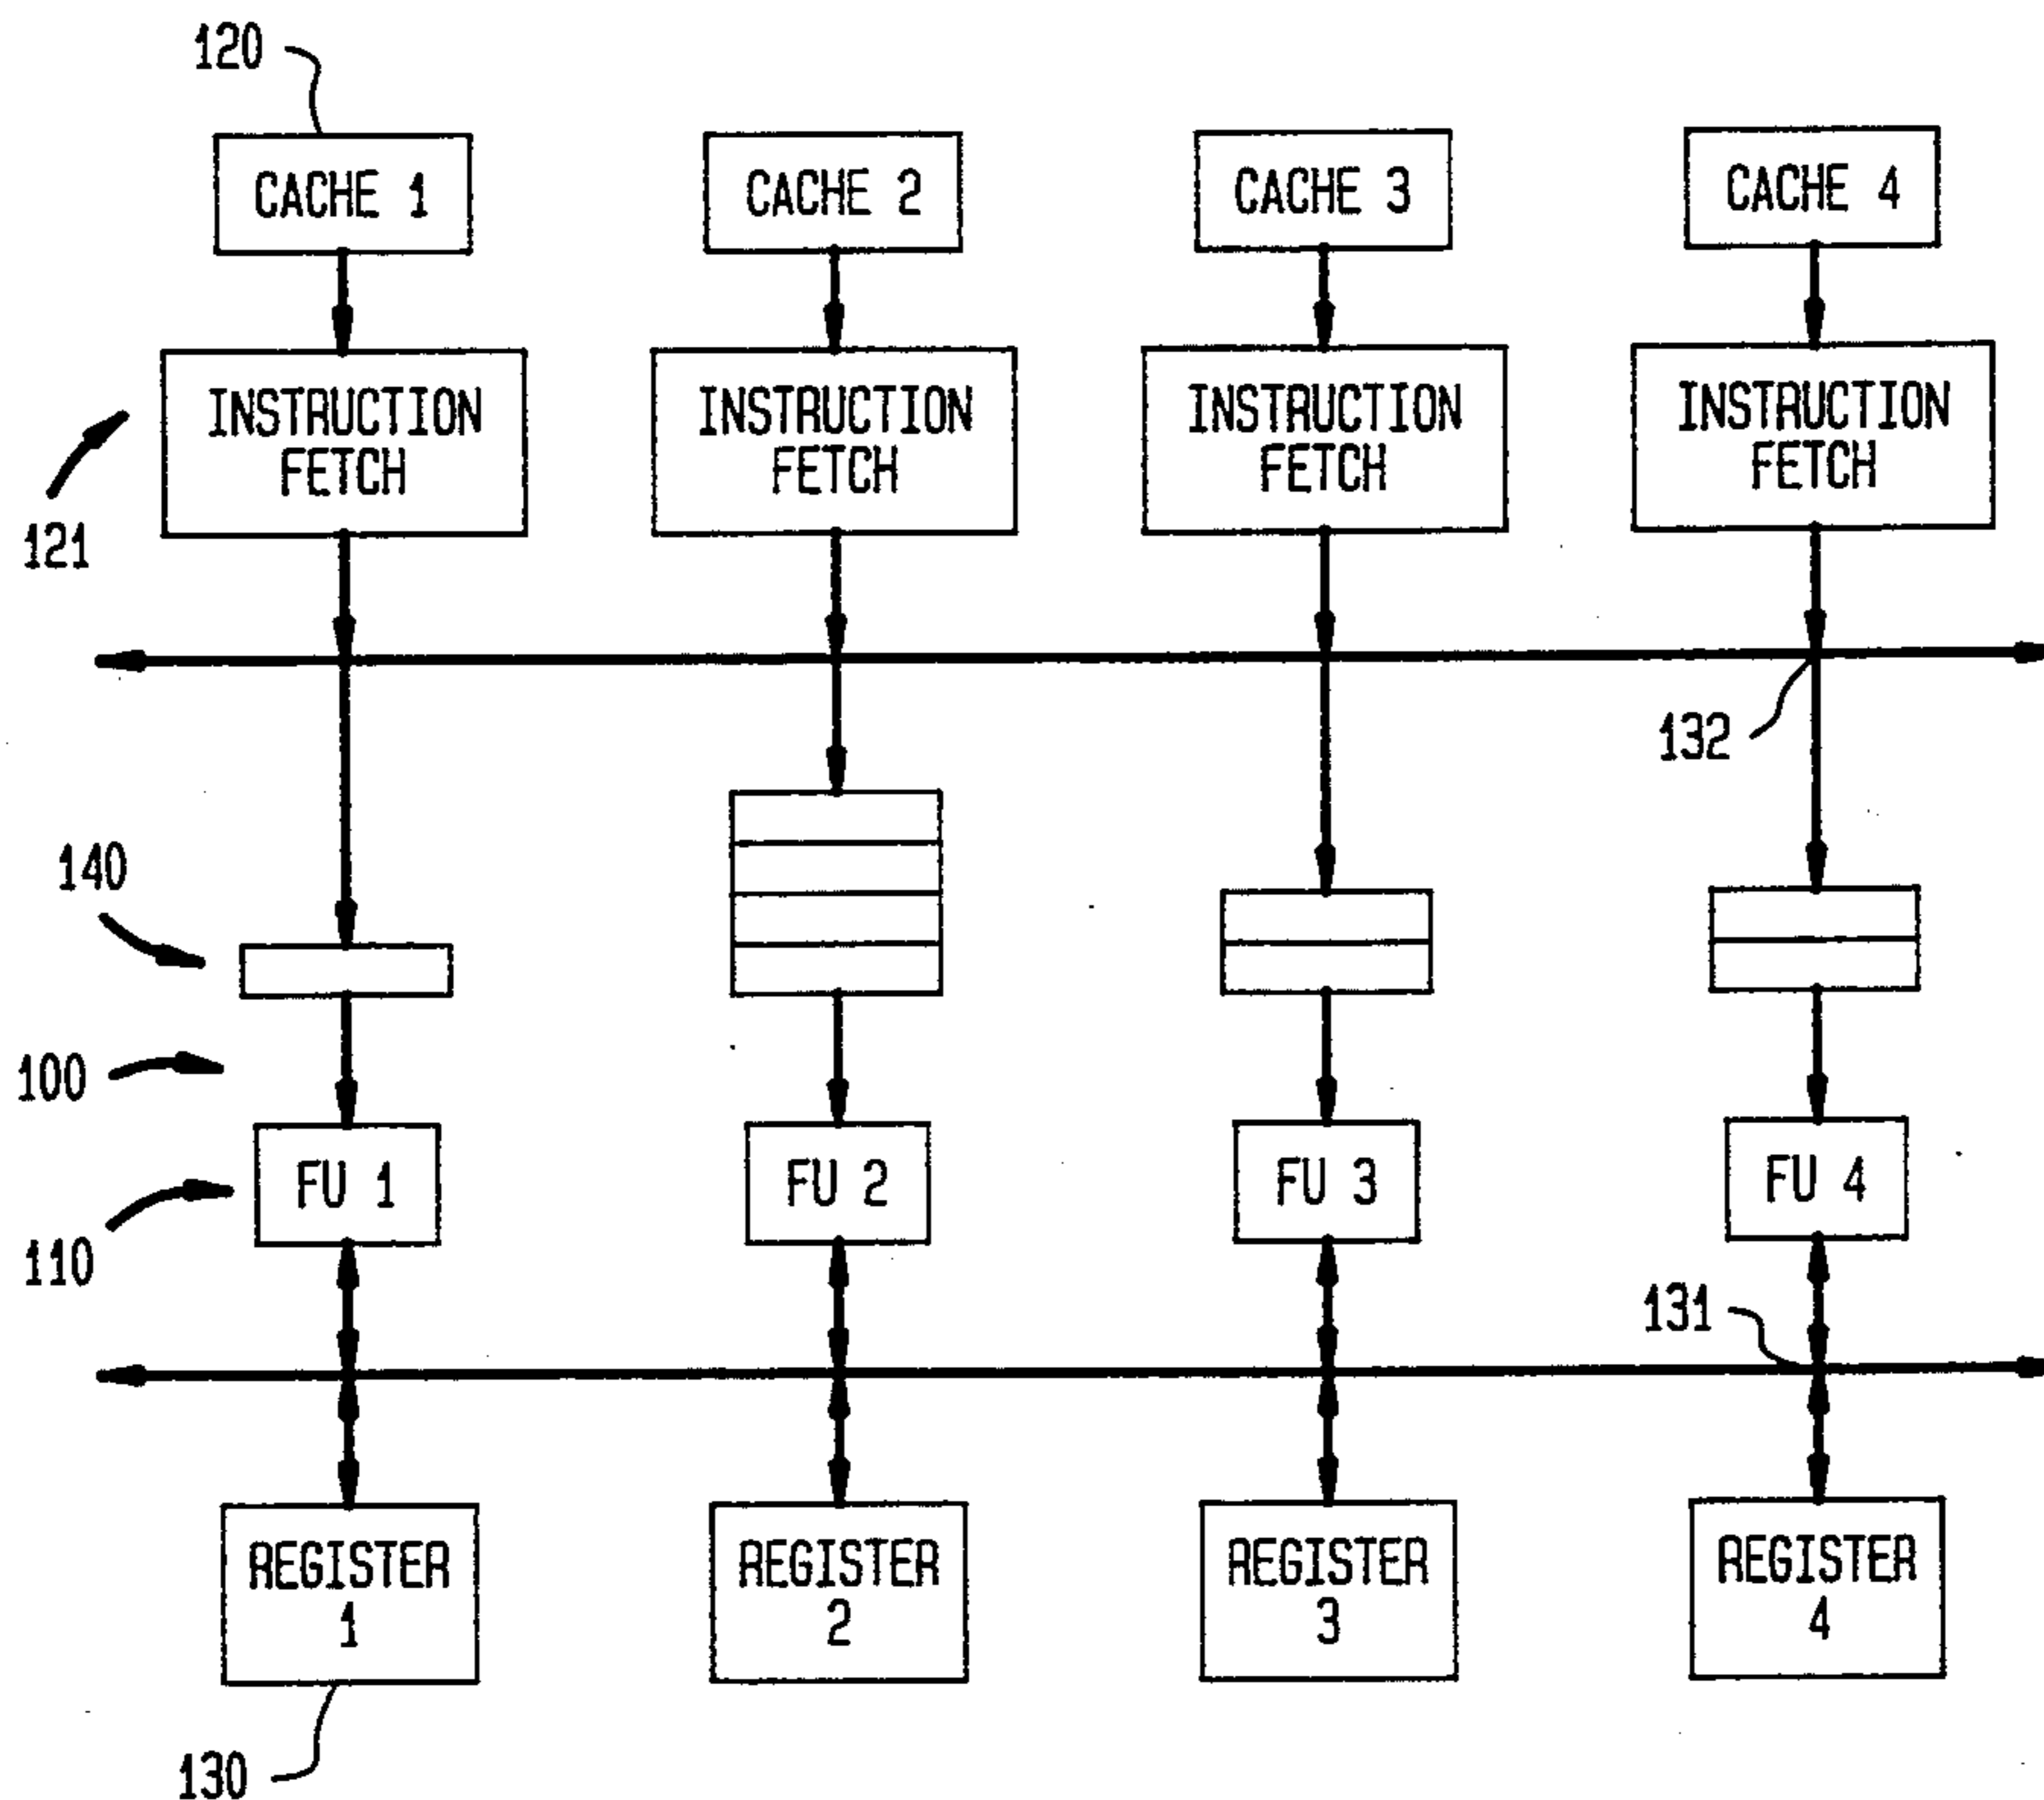 120
CACHE 1
CACHE 2
CACHE 3
CACHE 4
INSTRUCTION
FETCH
INSTRUCTION
FETCH
INSTRUCTION
FETCH
INSTRUCTION
FETCH
121
132
140
100
FU 1
FU 2
FU 3
FU 4
110
131
REGISTER
1
REGISTER
2
REGISTER
3
REGISTER
4
130